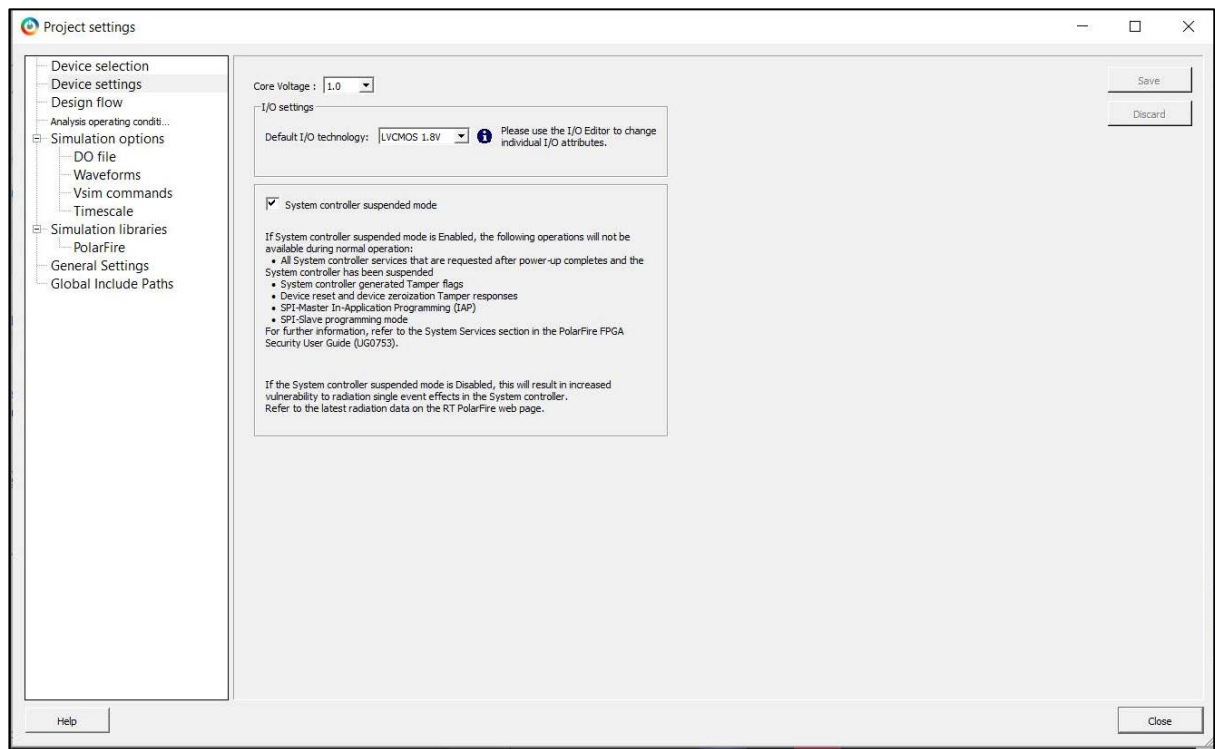 Project settings
Device selection
Device settings
Design flow
Analysis operating conditi...
Simulation options
DO file
Waveforms
Vsim commands
Timescale
Simulation libraries
PolarFire
General Settings
Global Include Paths
Core Voltage : 1.0
I/O settings
Default I/O technology: LVCMOS 1.8V
Please use the I/O Editor to change
individual I/O attributes.
System controller suspended mode
If System controller suspended mode is Enabled, the following operations will not be
available during normal operation:
• All System controller services that are requested after power-up completes and the
System controller has been suspended
• System controller generated Tamper flags
• Device reset and device zeroization Tamper responses
• SPI-Master In-Application Programming (IAP)
• SPI-Slave programming mode
For further information, refer to the System Services section in the PolarFire FPGA
Security User Guide (UG0753).
If the System controller suspended mode is Disabled, this will result in increased
vulnerability to radiation single event effects in the System controller.
Refer to the latest radiation data on the RT PolarFire web page.
Save
Discard
Help
Close